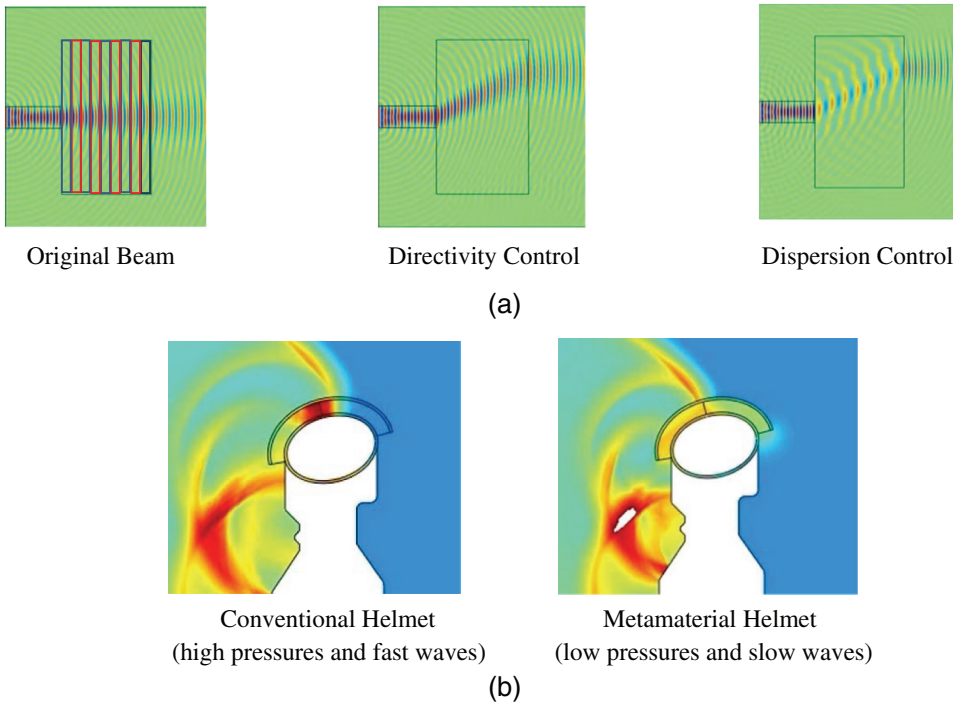 Original Beam
Directivity Control
Dispersion Control
(a)
Conventional Helmet
(high pressures and fast waves)
Metamaterial Helmet
(low pressures and slow waves)
(b)